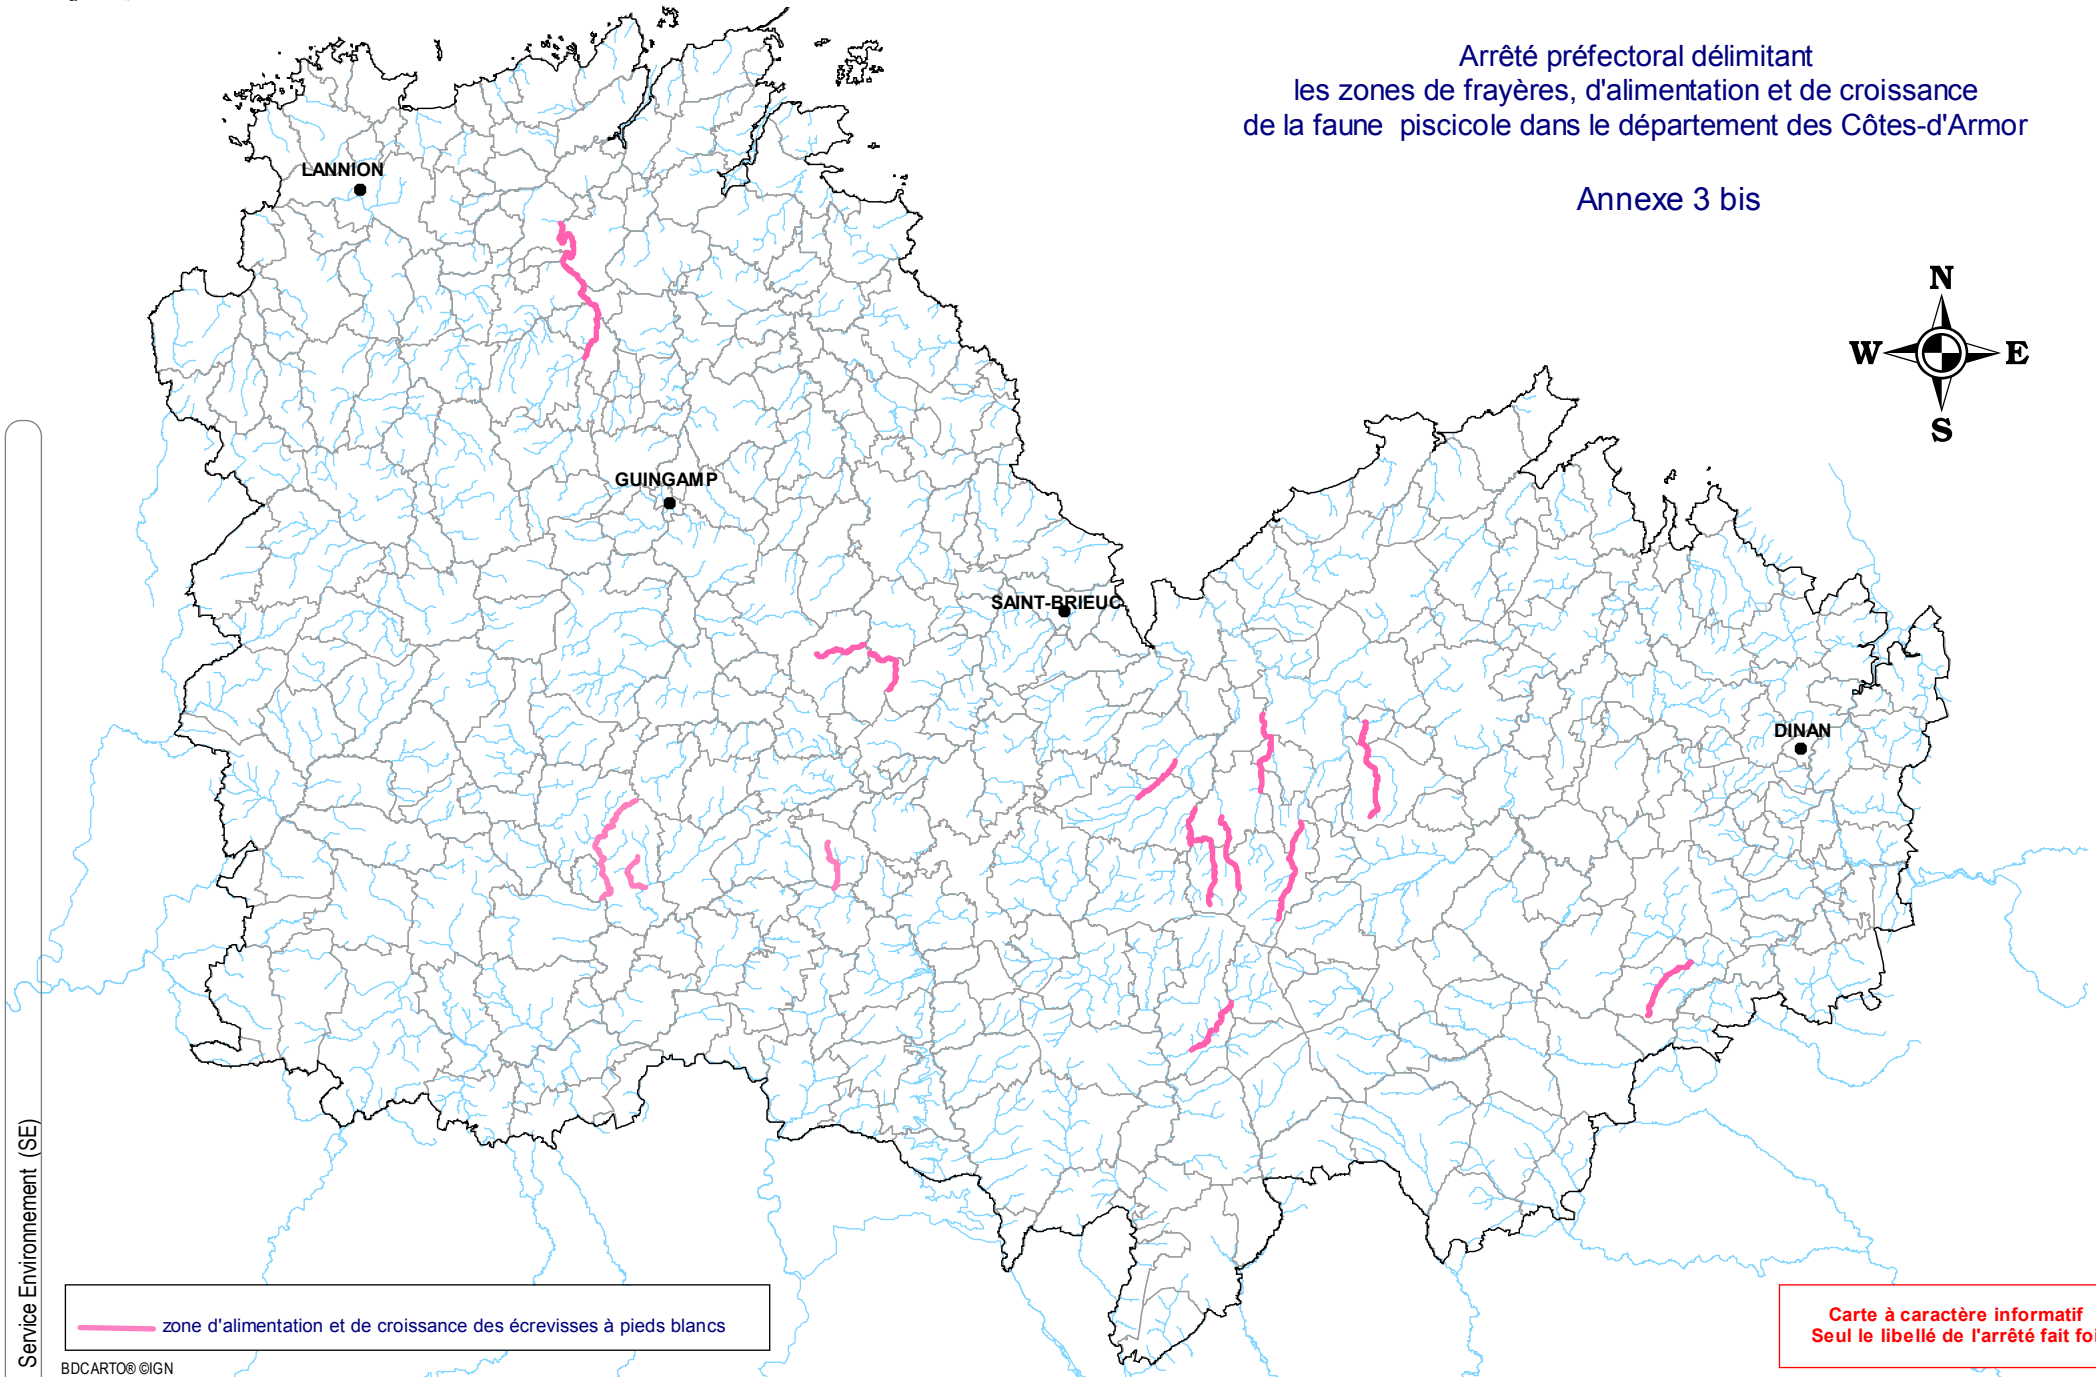 Arrêté préfectoral délimitant
les zones de frayères, d'alimentation et de croissance
de la faune piscicole dans le département des Côtes-d'Armor
Annexe 3 bis
N
W
E
S
LANNION
GUINGAMP
SAINT-BRIEUC
DINAN
Service Environnement (SE)
zone d'alimentation et de croissance des écrevisses à pieds blancs
BDCARTO® ©IGN
Carte à caractère informatif
Seul le libellé de l'arrêté fait foi